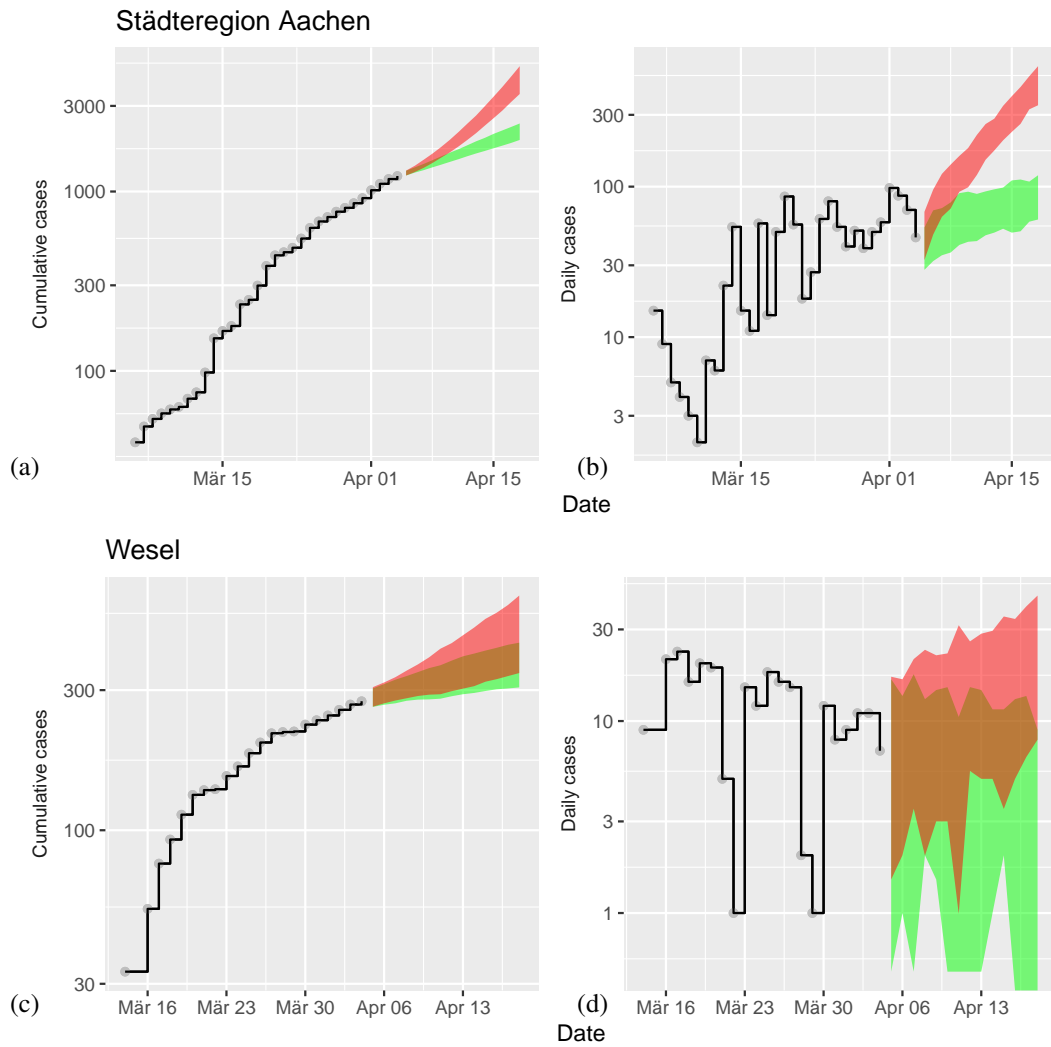 Städteregion Aachen
Cumulative cases
3000
1000
300
100
(a)
Mär 15
Apr 01
Apr 15
Daily cases
300
100
30
10
3
(b)
Mär 15
Apr 01
Apr 15
Date
Wesel
Cumulative cases
300
100
30
(c)
Mär 16
Mär 23
Mär 30
Apr 06
Apr 13
Daily cases
30
10
3
1
(d)
Mär 16
Mär 23
Mär 30
Apr 06
Apr 13
Date